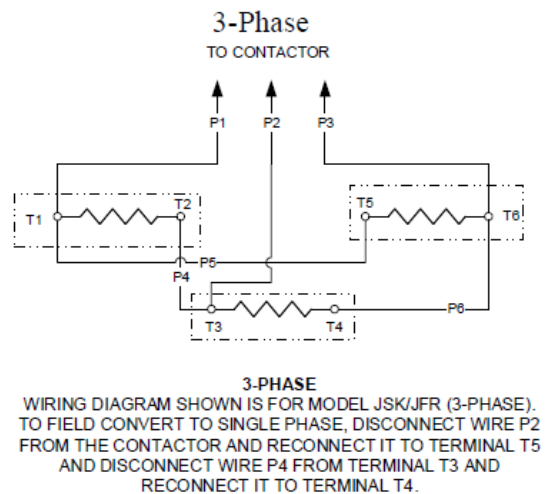 3-Phase
TO CONTACTOR
P1 P2 P3
T1 T2 T5 T6
P5
P4
P6
T3 T4
3-PHASE
WIRING DIAGRAM SHOWN IS FOR MODEL JSK/JFR (3-PHASE).
TO FIELD CONVERT TO SINGLE PHASE, DISCONNECT WIRE P2
FROM THE CONTACTOR AND RECONNECT IT TO TERMINAL T5
AND DISCONNECT WIRE P4 FROM TERMINAL T3 AND
RECONNECT IT TO TERMINAL T4.